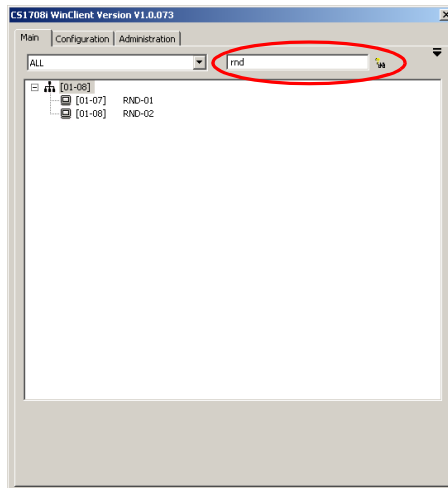 CS1708i WinClient Version V1.0.073
Main Configuration Administration
ALL rnd
[01-08]
[01-07] RND-01
[01-08] RND-02